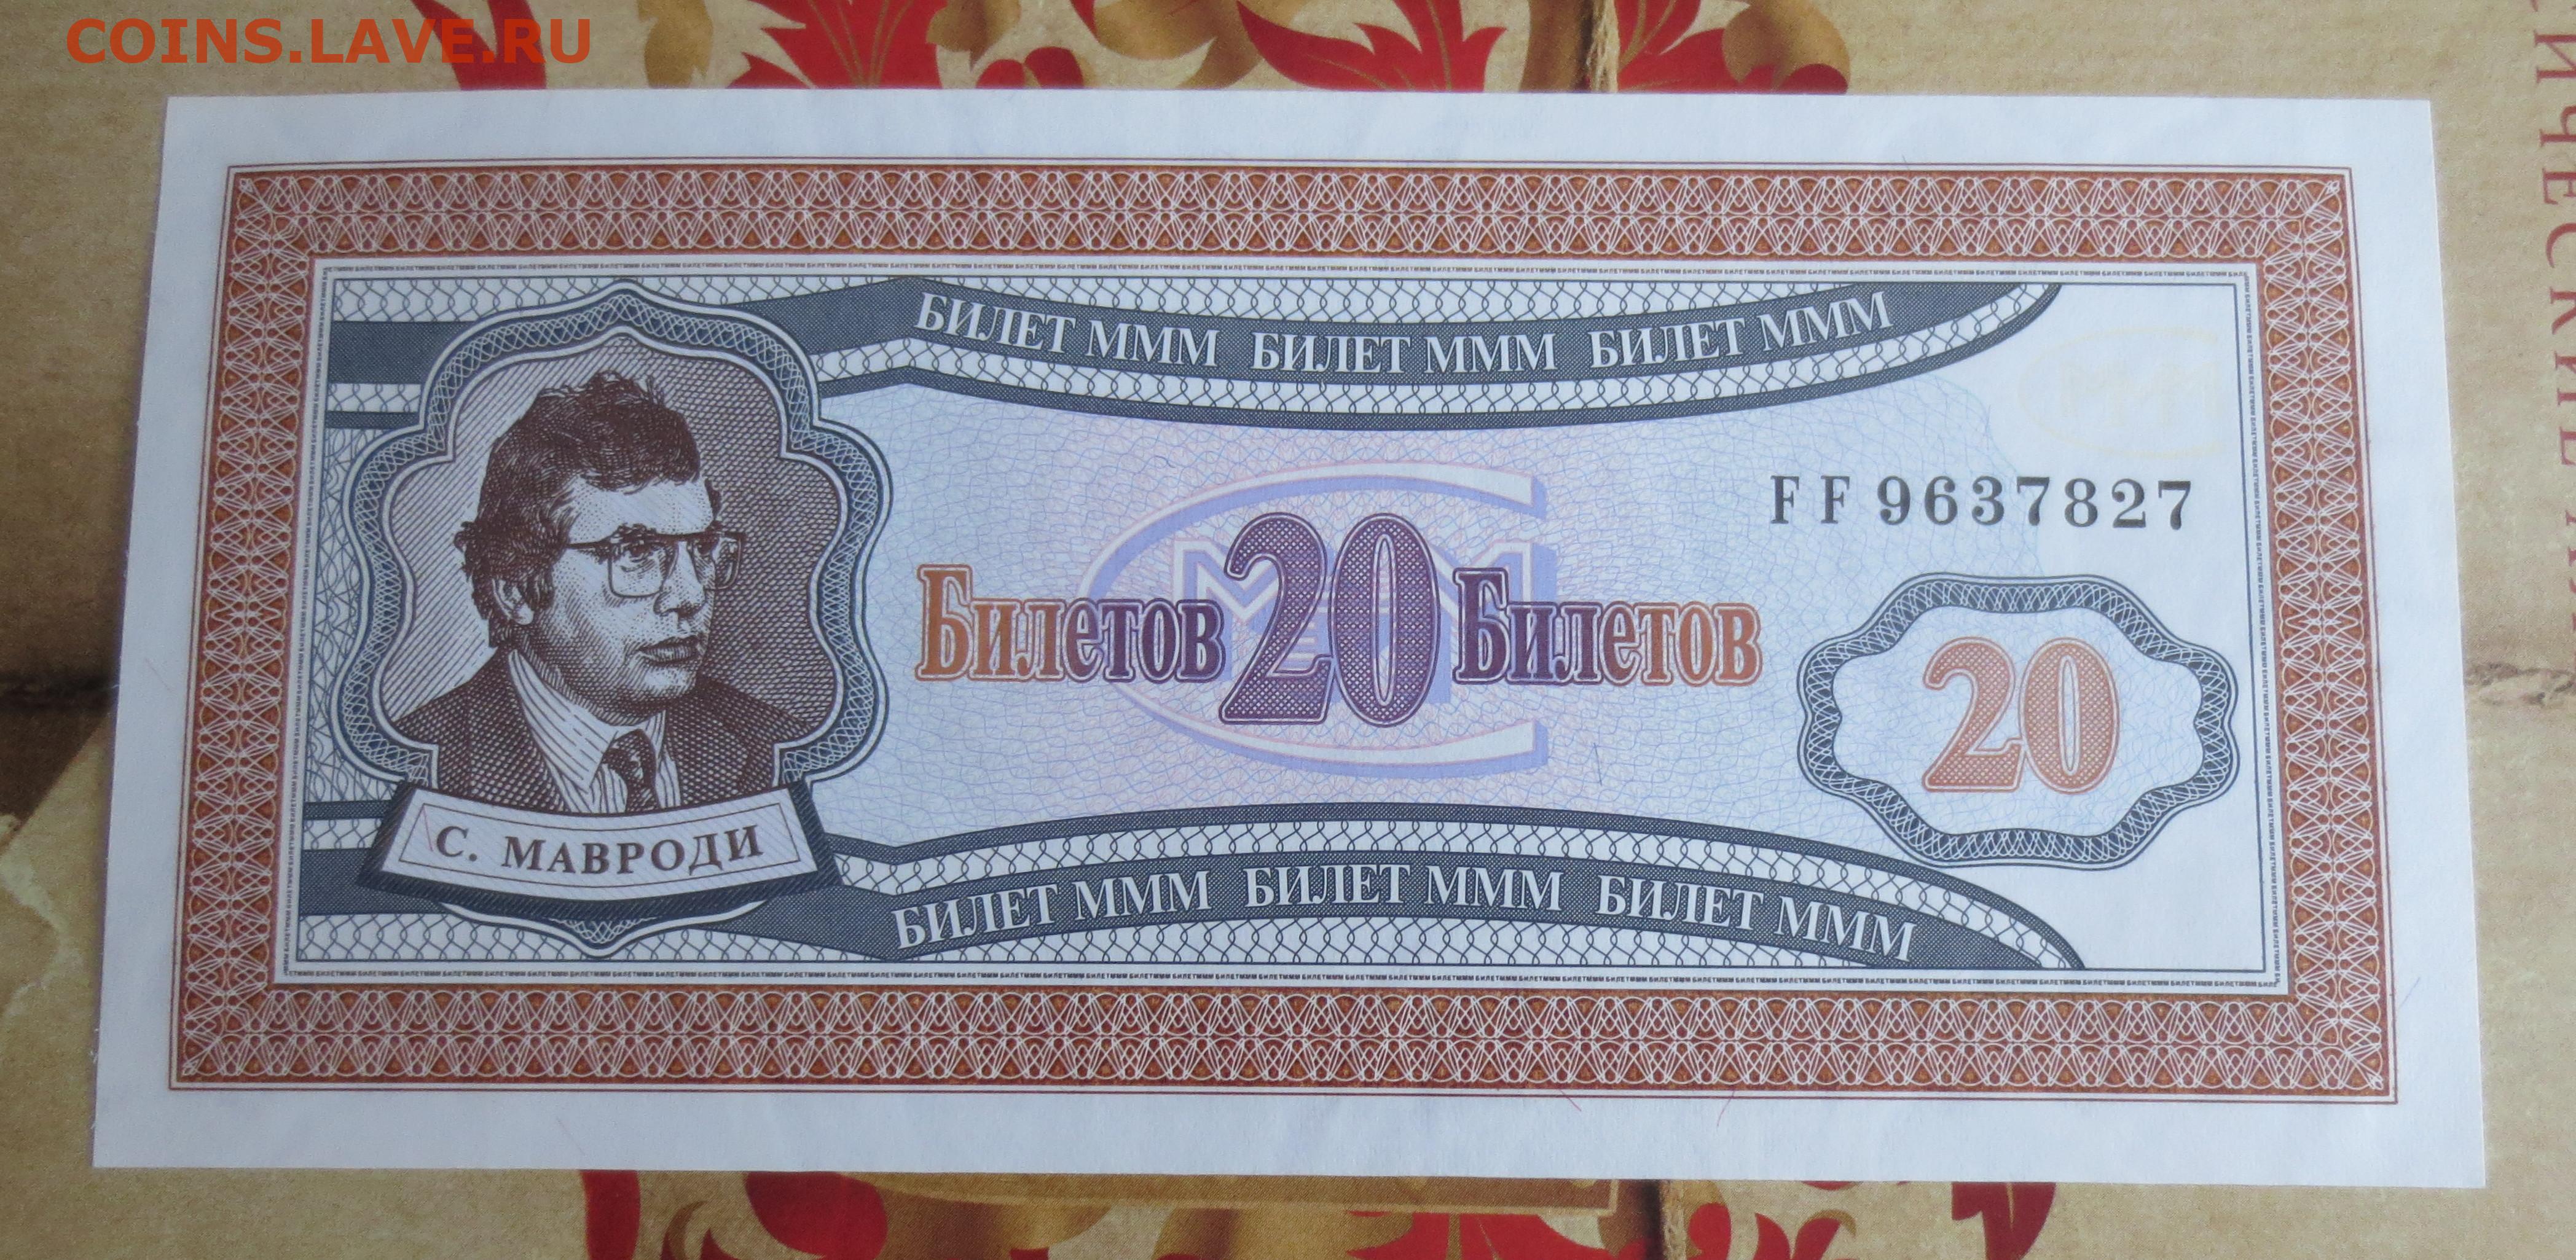 COINS.LAVE.RU
БИЛЕТ МММ БИЛЕТ МММ БИЛЕТ МММ
FF 9637827
Билетов 20 Билетов
20
С. МАВРОДИ
БИЛЕТ МММ БИЛЕТ МММ БИЛЕТ МММ